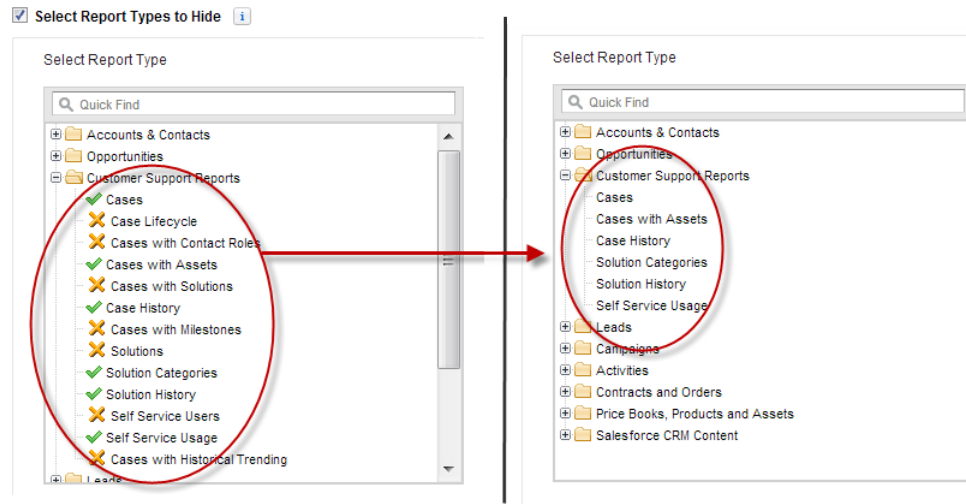 Select Report Types to Hide i
Select Report Type
Quick Find
Accounts & Contacts
Opportunities
Customer Support Reports
Cases
Case Lifecycle
Cases with Contact Roles
Cases with Assets
Cases with Solutions
Case History
Cases with Milestones
Solutions
Solution Categories
Solution History
Self Service Users
Self Service Usage
Cases with Historical Trending
Leads
Select Report Type
Quick Find
Accounts & Contacts
Opportunities
Customer Support Reports
Cases
Cases with Assets
Case History
Solution Categories
Solution History
Self Service Usage
Leads
Campaigns
Activities
Contracts and Orders
Price Books, Products and Assets
Salesforce CRM Content